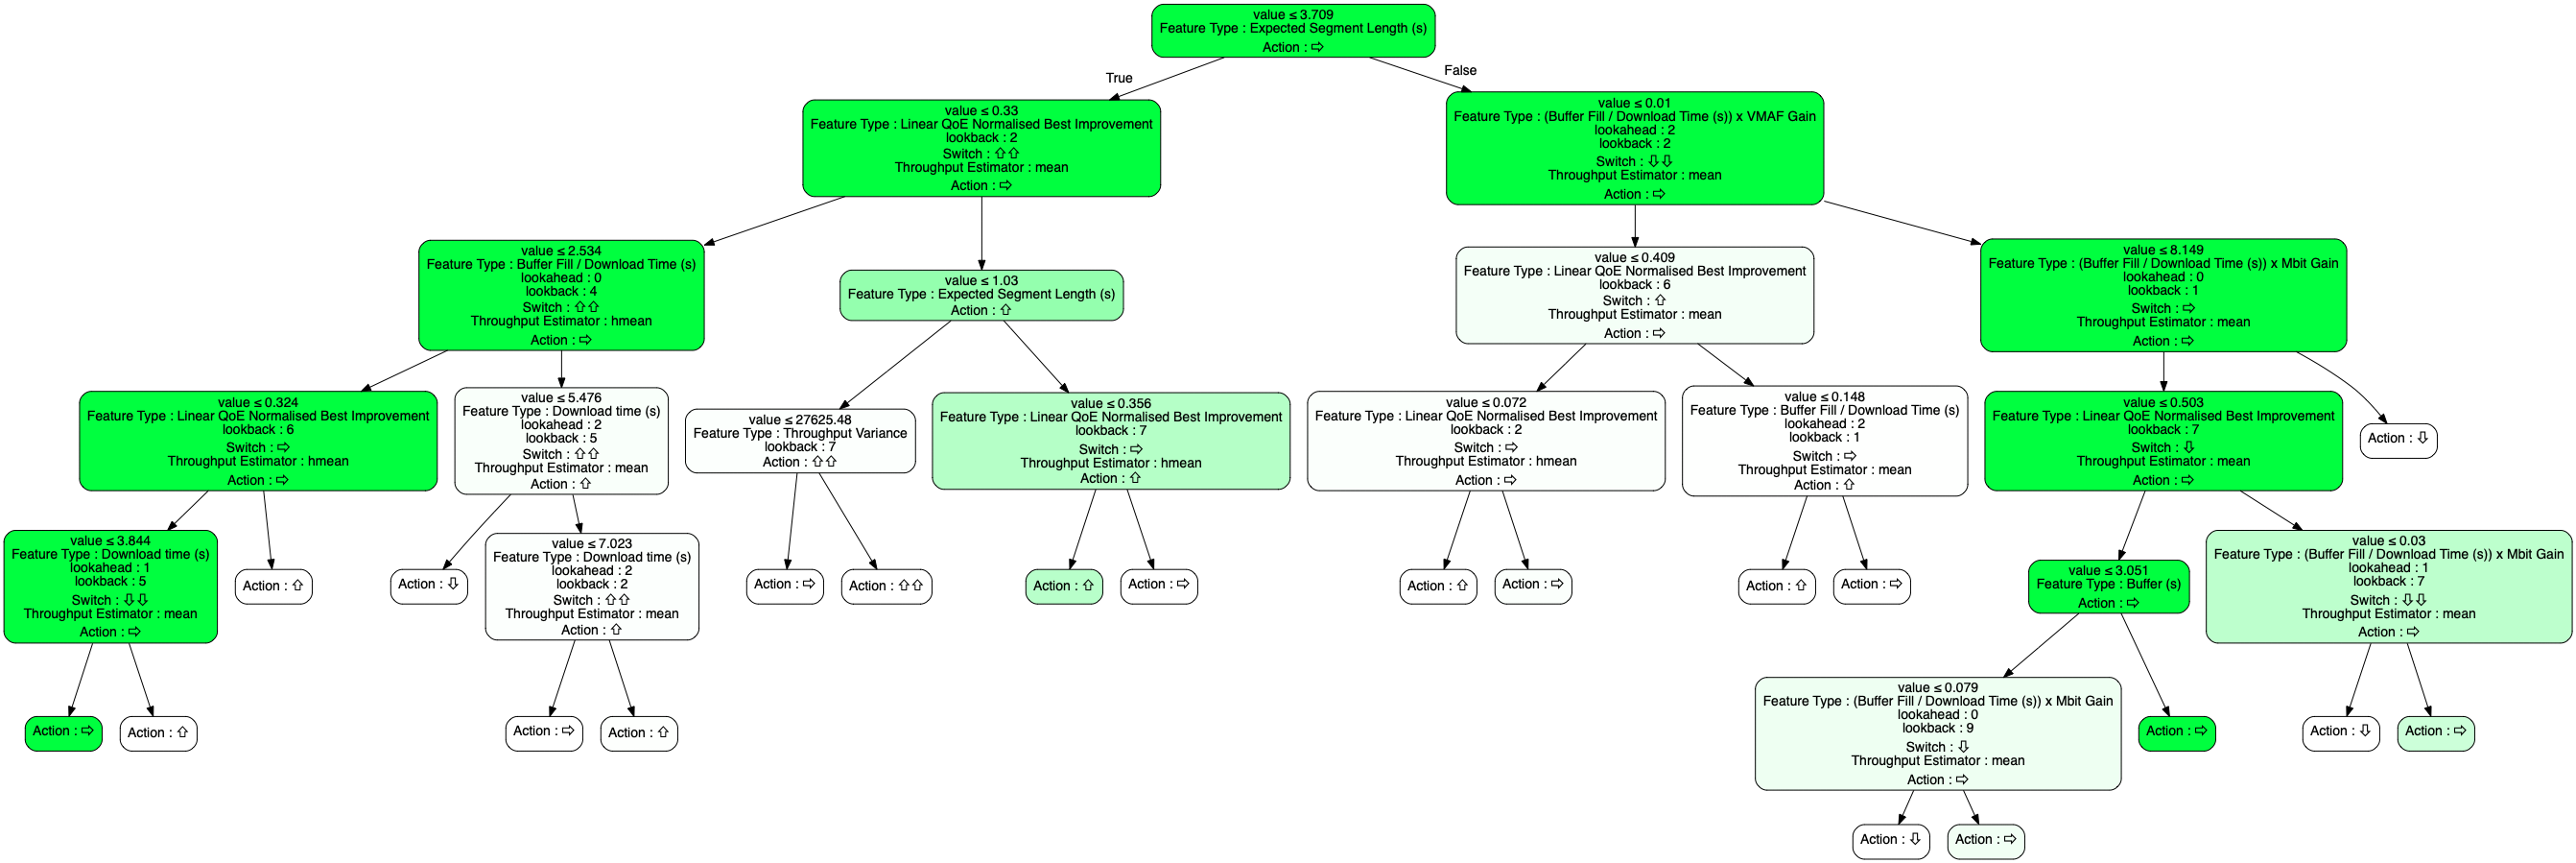 value ≤ 3.709
Feature Type : Expected Segment Length (s)
Action : ⇨
True
False
value ≤ 0.33
Feature Type : Linear QoE Normalised Best Improvement
lookback : 2
Switch : ⇧⇧
Throughput Estimator : mean
Action : ⇨
value ≤ 0.01
Feature Type : (Buffer Fill / Download Time (s)) x VMAF Gain
lookahead : 2
lookback : 2
Switch : ⇩⇩
Throughput Estimator : mean
Action : ⇨
value ≤ 2.534
Feature Type : Buffer Fill / Download Time (s)
lookahead : 0
lookback : 4
Switch : ⇧⇧
Throughput Estimator : hmean
Action : ⇨
value ≤ 1.03
Feature Type : Expected Segment Length (s)
Action : ⇧
value ≤ 0.409
Feature Type : Linear QoE Normalised Best Improvement
lookback : 6
Switch : ⇧
Throughput Estimator : mean
Action : ⇨
value ≤ 8.149
Feature Type : (Buffer Fill / Download Time (s)) x Mbit Gain
lookahead : 0
lookback : 1
Switch : ⇨
Throughput Estimator : mean
Action : ⇨
value ≤ 0.324
Feature Type : Linear QoE Normalised Best Improvement
lookback : 6
Switch : ⇨
Throughput Estimator : hmean
Action : ⇨
value ≤ 5.476
Feature Type : Download time (s)
lookahead : 2
lookback : 5
Switch : ⇧⇧
Throughput Estimator : mean
Action : ⇧
value ≤ 27625.48
Feature Type : Throughput Variance
lookback : 7
Action : ⇧⇧
value ≤ 0.356
Feature Type : Linear QoE Normalised Best Improvement
lookback : 7
Switch : ⇨
Throughput Estimator : hmean
Action : ⇧
value ≤ 0.072
Feature Type : Linear QoE Normalised Best Improvement
lookback : 2
Switch : ⇨
Throughput Estimator : hmean
Action : ⇨
value ≤ 0.148
Feature Type : Buffer Fill / Download Time (s)
lookahead : 2
lookback : 1
Switch : ⇨
Throughput Estimator : mean
Action : ⇧
value ≤ 0.503
Feature Type : Linear QoE Normalised Best Improvement
lookback : 7
Switch : ⇩
Throughput Estimator : mean
Action : ⇨
Action : ⇩
value ≤ 3.844
Feature Type : Download time (s)
lookahead : 1
lookback : 5
Switch : ⇩⇩
Throughput Estimator : mean
Action : ⇨
Action : ⇧
Action : ⇩
value ≤ 7.023
Feature Type : Download time (s)
lookahead : 2
lookback : 2
Switch : ⇧⇧
Throughput Estimator : mean
Action : ⇧
Action : ⇨
Action : ⇧⇧
Action : ⇧
Action : ⇨
Action : ⇧
Action : ⇨
Action : ⇧
Action : ⇨
value ≤ 3.051
Feature Type : Buffer (s)
Action : ⇨
value ≤ 0.03
Feature Type : (Buffer Fill / Download Time (s)) x Mbit Gain
lookahead : 1
lookback : 7
Switch : ⇩⇩
Throughput Estimator : mean
Action : ⇨
Action : ⇨
Action : ⇧
Action : ⇨
Action : ⇧
value ≤ 0.079
Feature Type : (Buffer Fill / Download Time (s)) x Mbit Gain
lookahead : 0
lookback : 9
Switch : ⇩
Throughput Estimator : mean
Action : ⇨
Action : ⇨
Action : ⇩
Action : ⇨
Action : ⇩
Action : ⇨